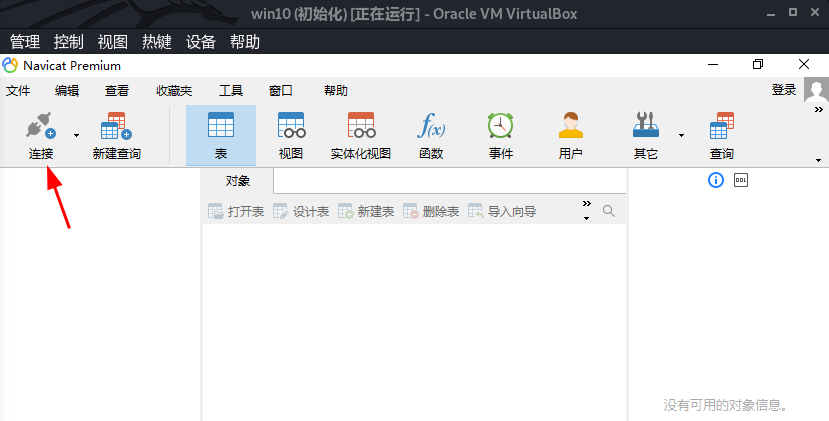 win10 (初始化) [正在运行] - Oracle VM VirtualBox
管理 控制 视图 热键 设备 帮助
Navicat Premium
文件 编辑 查看 收藏夹 工具 窗口 帮助 登录
f(x)
连接 新建查询 表 视图 实体化视图 函数 事件 用户 其它 查询
对象
DDL
打开表 设计表 新建表 删除表 导入向导
没有可用的对象信息。